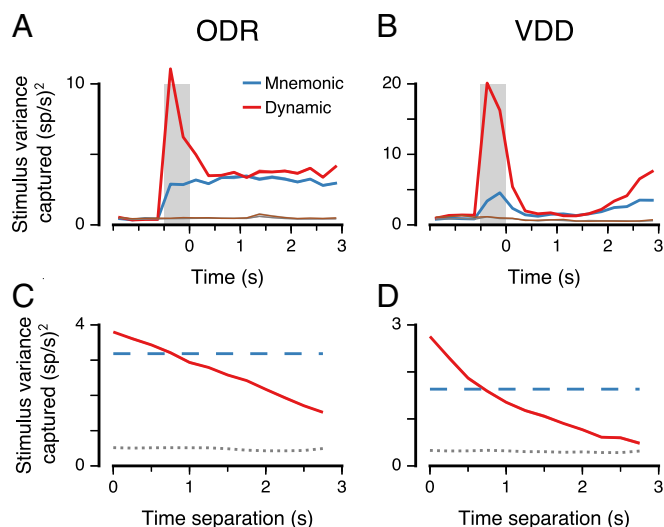 A
ODR
B
VDD
Stimulus variance
captured (sp/s)²
10
5
0
Mnemonic
Dynamic
0
1
2
3
Time (s)
20
10
0
0
1
2
3
Time (s)
C
D
Stimulus variance
captured (sp/s)²
4
0
0
1
2
3
Time separation (s)
3
0
0
1
2
3
Time separation (s)